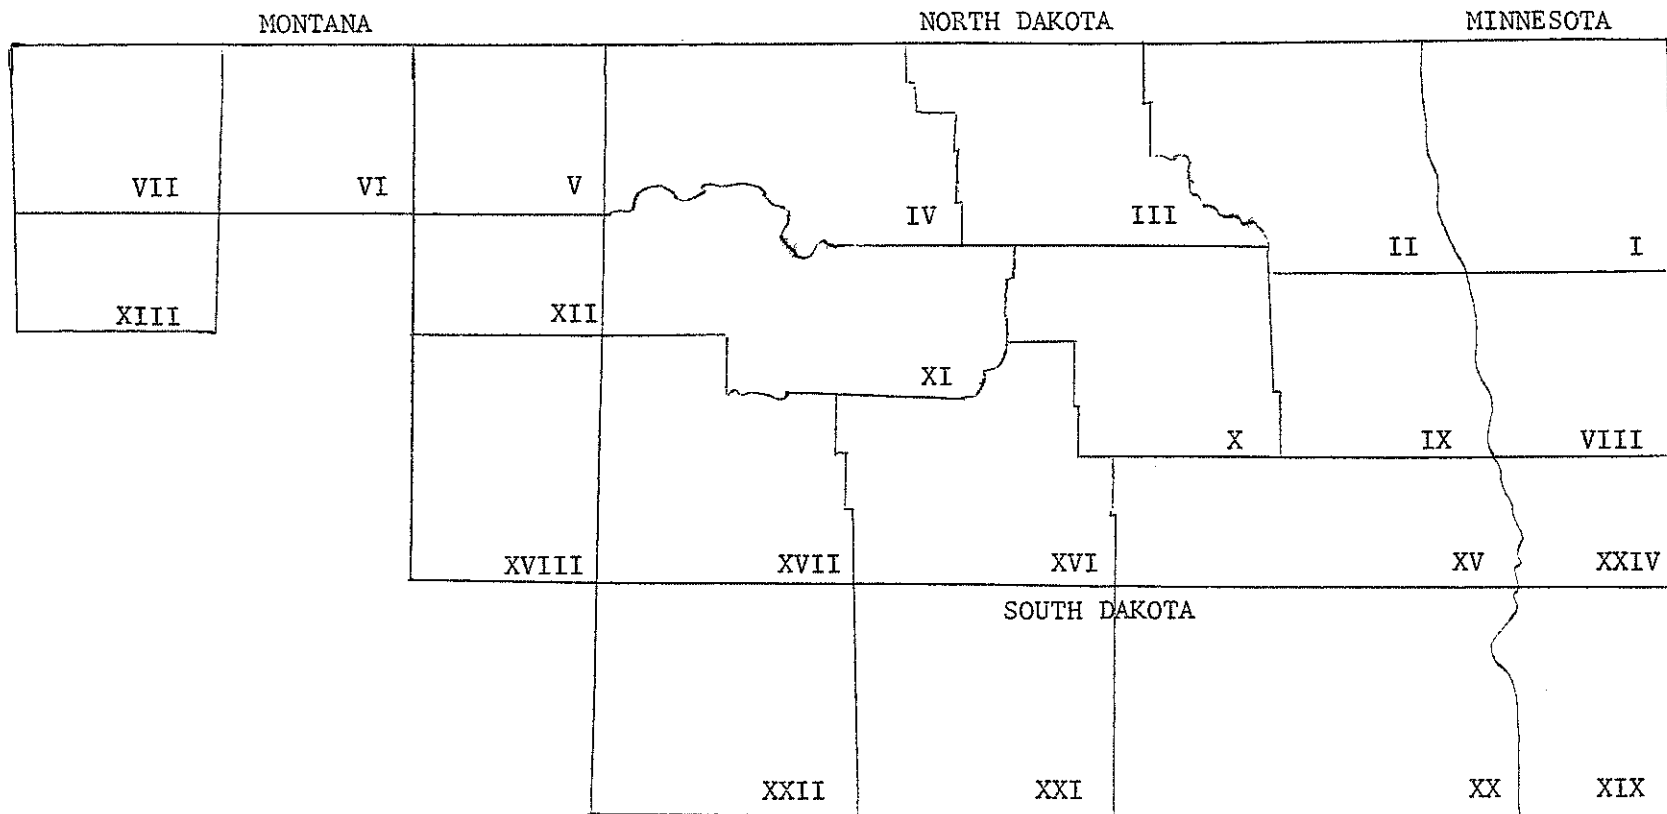 MONTANA NORTH DAKOTA MINNESOTA
VII VI V IV III II I
XIII XII XI X IX VIII
XVIII XVII XVI XV XXIV
SOUTH DAKOTA
XXII XXI XX XIX